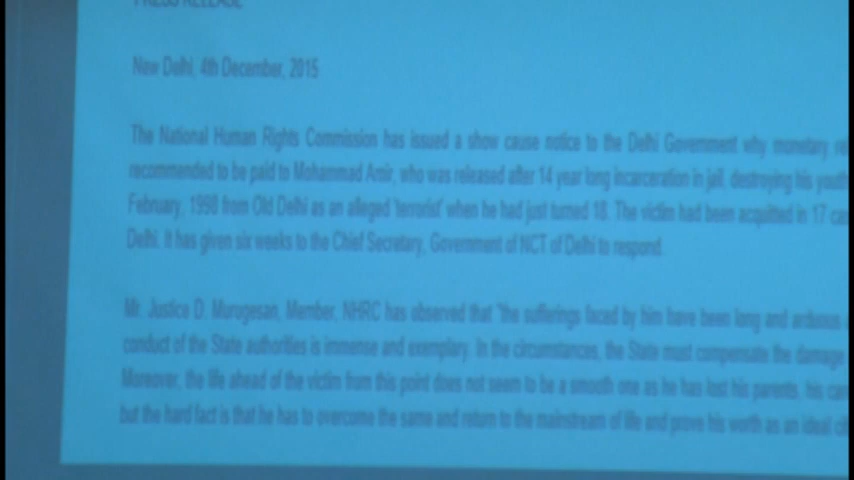 PRESS RELEASE
New Delhi, 4th December, 2015
The National Human Rights Commission has issued a show cause notice to the Delhi Government why monetary
recommended to be paid to Mohammad Amir, who was released after 14 year long incarceration in jail, destroying his youth
February, 1998 from Old Delhi as an alleged 'terrorist' when he had just turned 18. The victim had been acquitted in 17
Delhi. It has given six weeks to the Chief Secretary, Government of NCT of Delhi to respond.
Mr. Justice D. Murugesan, Member, NHRC has observed that "the sufferings faced by him have been long and arduous
conduct of the State authorities is immense and exemplary. In the circumstances, the State must compensate the damage
Moreover, the life ahead of the victim from this point does not seem to be a smooth one as he has lost his parents, his
but the hard fact is that he has to overcome the same and return to the mainstream of life and prove his worth as an ideal